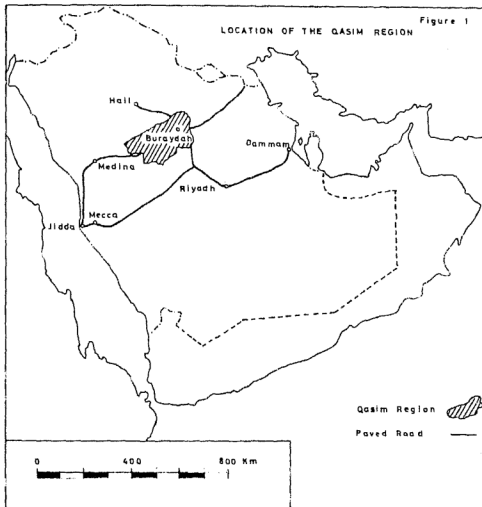 Figure 1
LOCATION OF THE QASIM REGION
Hail
Buraydah
Dammam
Medina
Riyadh
Mecca
Jidda
Qasim Region
Paved Road
0 400 800 Km